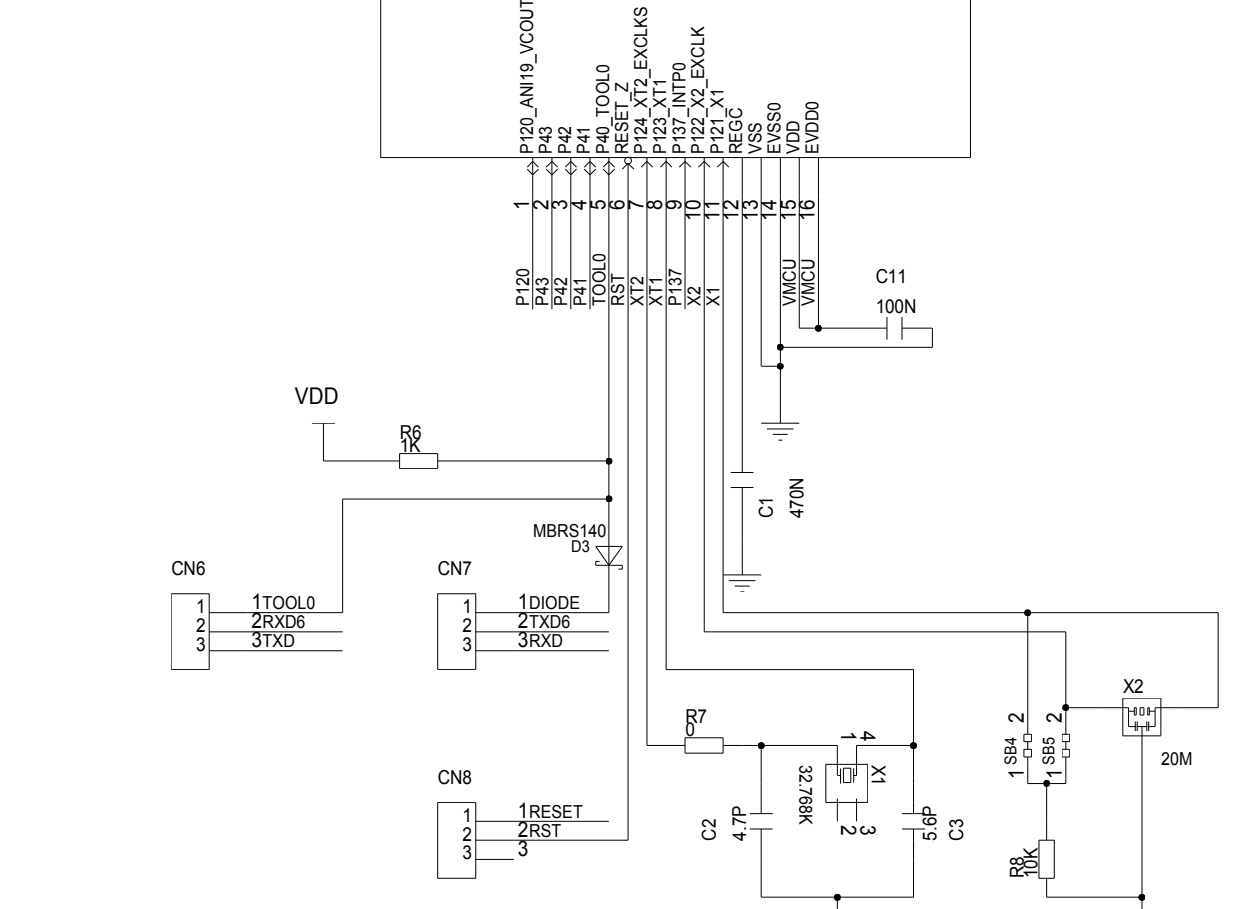 P120_ANI19_VCOUT
P43
P42
P41
P40_TOOL0
RESET_Z
P124_XT2_EXCLKS
P123_XT1
P137_INTP0
P122_X2_EXCLK
P121_X1
REGC
VSS
EVSS0
VDD
EVDD0
1
2
3
4
5
6
7
8
9
10
11
12
13
14
15
16
P120
P43
P42
P41
TOOL0
RST
XT2
XT1
P137
X2
X1
VMCU
VMCU
C11
100N
VDD
R6
1K
C1
470N
MBRS140
D3
CN6
1 1TOOL0
2 2RXD6
3 3TXD
CN7
1 1DIODE
2 2TXD6
3 3RXD
R7
0
X2
20M
2
SB4
1
2
SB5
1
1
4
X1
32.768K
2
3
C2
4.7P
5.6P
C3
R8
10K
CN8
1 1RESET
2 2RST
3 3